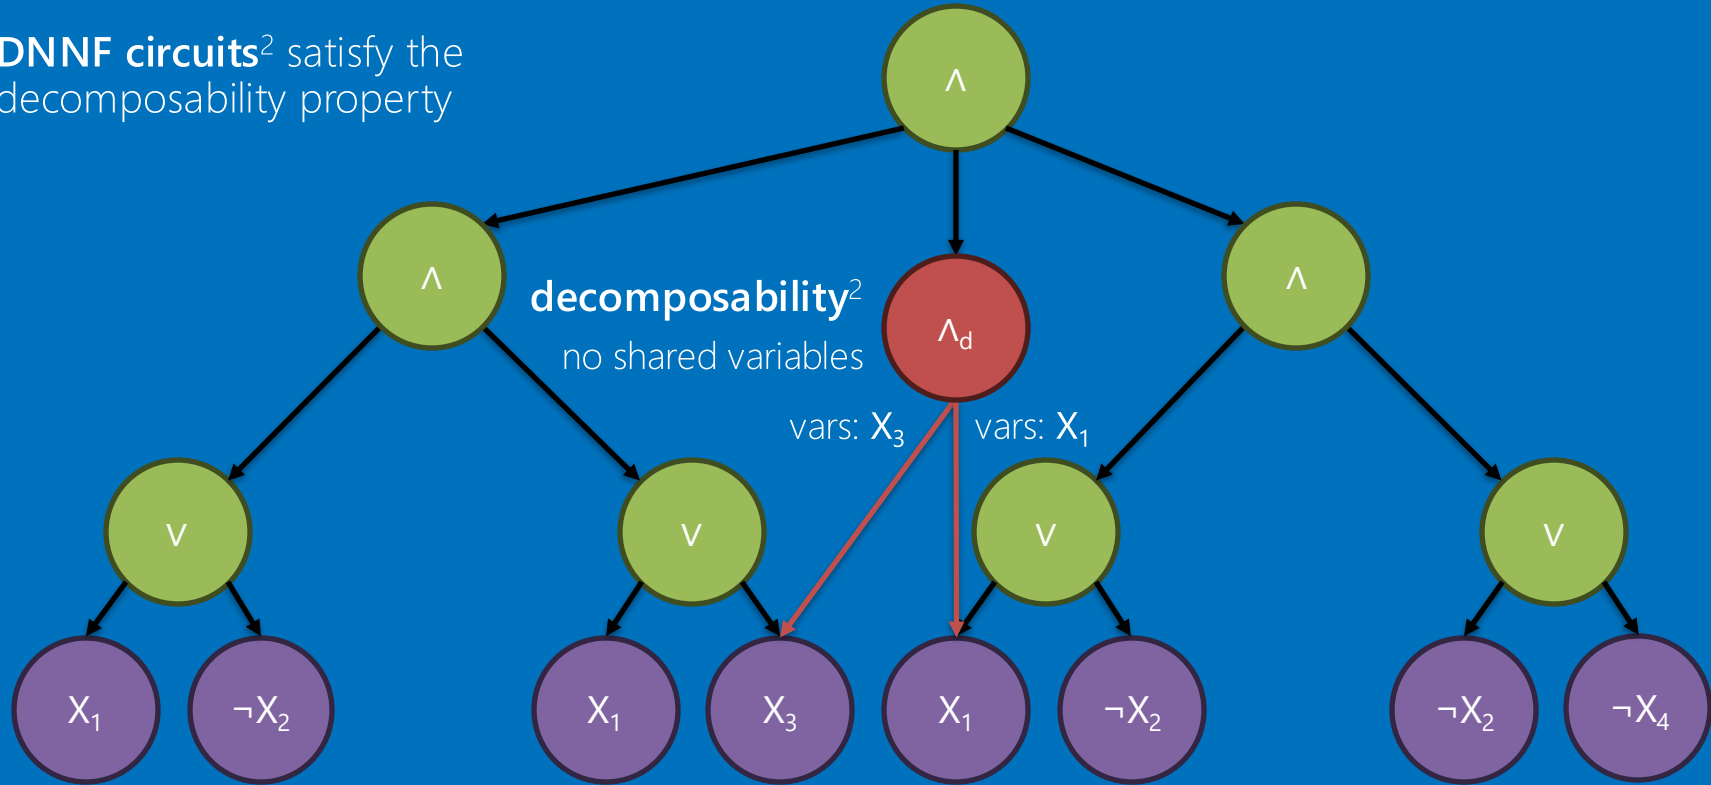 DNNF circuits² satisfy the
decomposability property
∧
∧
decomposability²
no shared variables
∧d
∧
vars: X₃
vars: X₁
∨
∨
∨
∨
X₁
¬X₂
X₁
X₃
X₁
¬X₂
¬X₂
¬X₄